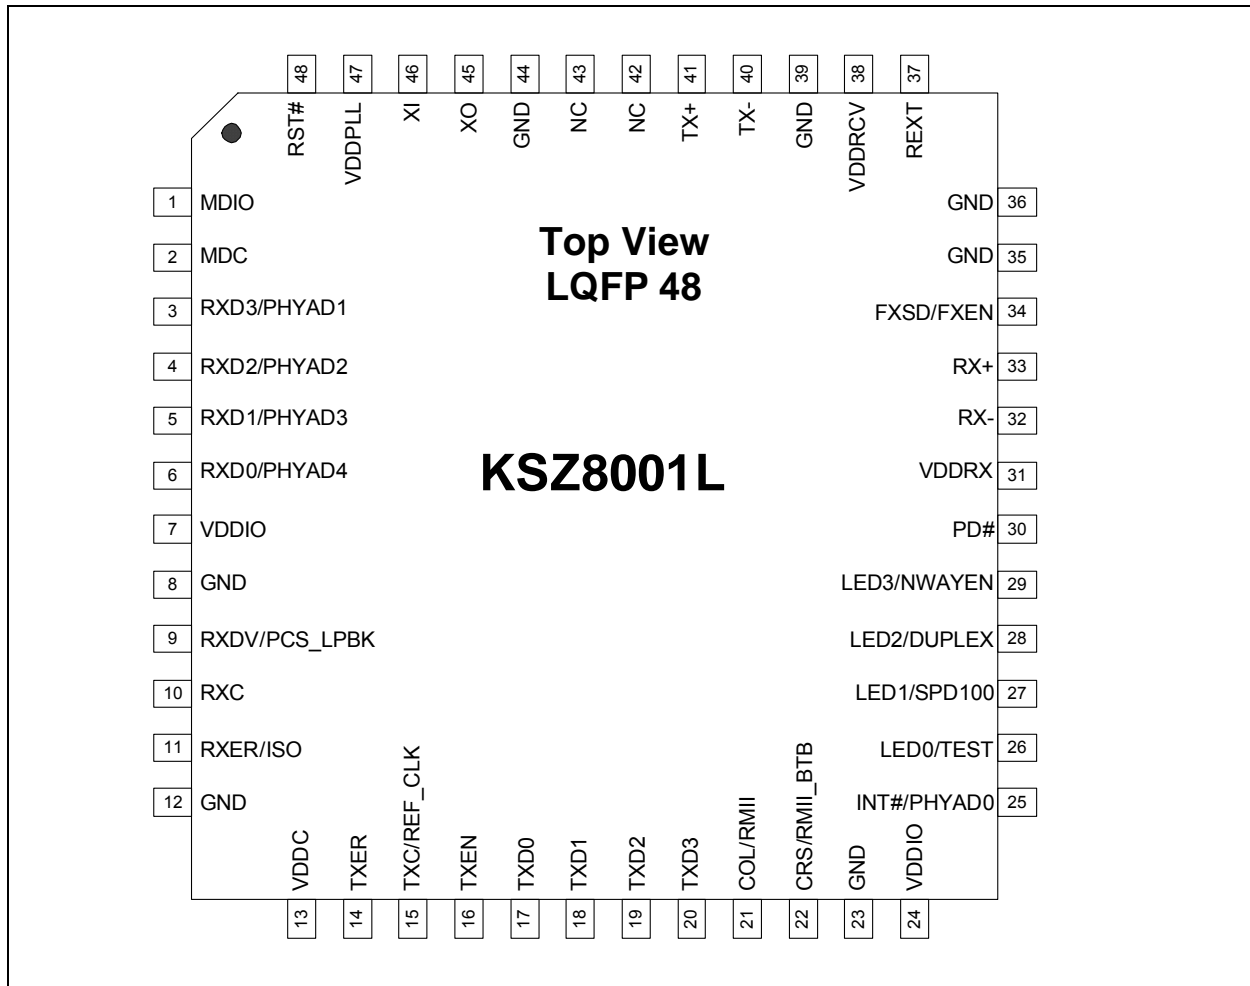 48 47 46 45 44 43 42 41 40 39 38 37
RST# VDDPLL XI XO GND NC NC TX+ TX- GND VDDRCV REXT
1 MDIO
GND 36
2 MDC
GND 35
3 RXD3/PHYAD1
FXSD/FXEN 34
4 RXD2/PHYAD2
RX+ 33
5 RXD1/PHYAD3
RX- 32
6 RXD0/PHYAD4
VDDRX 31
7 VDDIO
PD# 30
8 GND
LED3/NWAYEN 29
9 RXDV/PCS_LPBK
LED2/DUPLEX 28
10 RXC
LED1/SPD100 27
11 RXER/ISO
LED0/TEST 26
12 GND
INT#/PHYAD0 25
Top View
LQFP 48
KSZ8001L
VDDC TXER TXC/REF_CLK TXEN TXD0 TXD1 TXD2 TXD3 COL/RMII CRS/RMII_BTB GND VDDIO
13 14 15 16 17 18 19 20 21 22 23 24